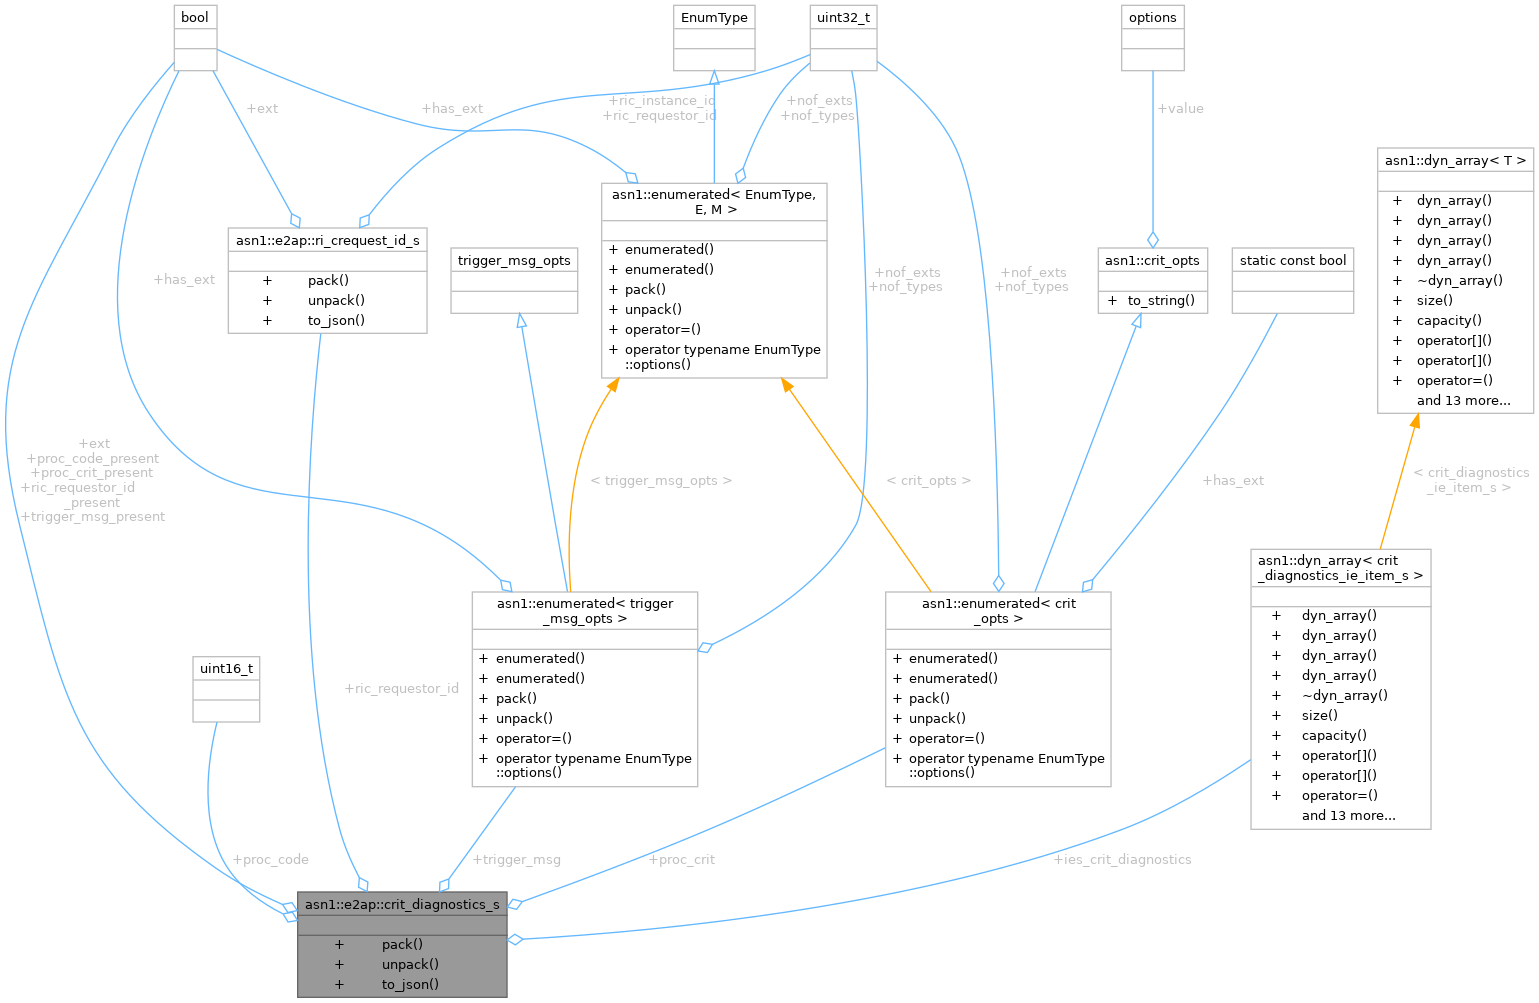 bool
EnumType
uint32_t
options
+ext
+has_ext
+ric_instance_id
+ric_requestor_id
+nof_exts
+nof_types
+value
asn1::dyn_array< T >
+ dyn_array()
+ dyn_array()
+ dyn_array()
+ dyn_array()
+ ~dyn_array()
+ size()
+ capacity()
+ operator[]()
+ operator[]()
+ operator=()
and 13 more...
asn1::enumerated< EnumType,
E, M >
+ enumerated()
+ enumerated()
+ pack()
+ unpack()
+ operator=()
+ operator typename EnumType
::options()
asn1::e2ap::ri_crequest_id_s
+ pack()
+ unpack()
+ to_json()
trigger_msg_opts
asn1::crit_opts
+ to_string()
static const bool
+has_ext
+nof_exts
+nof_types
+nof_exts
+nof_types
+ext
+proc_code_present
+proc_crit_present
+ric_requestor_id
_present
+trigger_msg_present
< trigger_msg_opts >
< crit_opts >
+has_ext
< crit_diagnostics
_ie_item_s >
asn1::dyn_array< crit
_diagnostics_ie_item_s >
+ dyn_array()
+ dyn_array()
+ dyn_array()
+ dyn_array()
+ ~dyn_array()
+ size()
+ capacity()
+ operator[]()
+ operator[]()
+ operator=()
and 13 more...
asn1::enumerated< trigger
_msg_opts >
+ enumerated()
+ enumerated()
+ pack()
+ unpack()
+ operator=()
+ operator typename EnumType
::options()
asn1::enumerated< crit
_opts >
+ enumerated()
+ enumerated()
+ pack()
+ unpack()
+ operator=()
+ operator typename EnumType
::options()
uint16_t
+ric_requestor_id
+proc_code
+trigger_msg
+proc_crit
+ies_crit_diagnostics
asn1::e2ap::crit_diagnostics_s
+ pack()
+ unpack()
+ to_json()